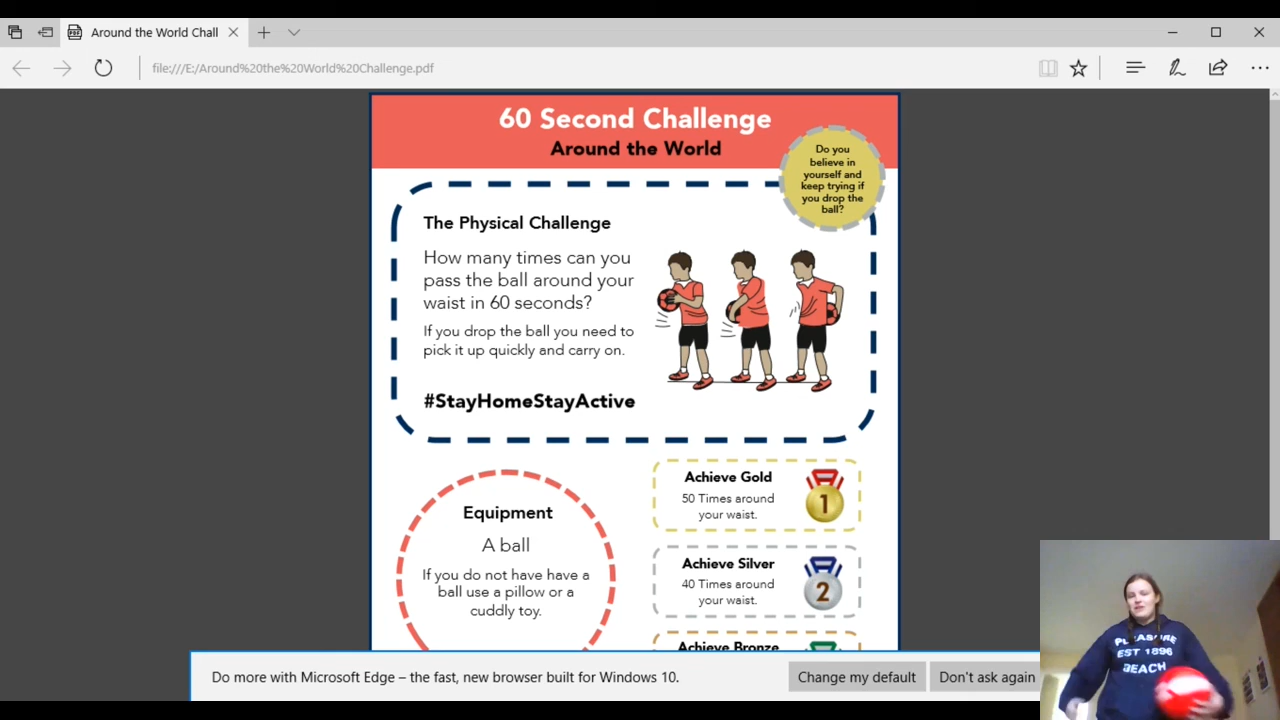 Around the World Chall
file:///E:/Around%20the%20World%20Challenge.pdf
60 Second Challenge
Around the World
Do you
believe in
yourself and
keep trying if
you drop the
ball?
The Physical Challenge
How many times can you
pass the ball around your
waist in 60 seconds?
If you drop the ball you need to
pick it up quickly and carry on.
#StayHomeStayActive
Equipment
A ball
If you do not have have a
ball use a pillow or a
cuddly toy.
Achieve Gold
50 Times around
your waist.
1
Achieve Silver
40 Times around
your waist.
2
Achieve Bronze
Do more with Microsoft Edge – the fast, new browser built for Windows 10.
Change my default
Don't ask again
PLEASURE
EST 1896
BEACH